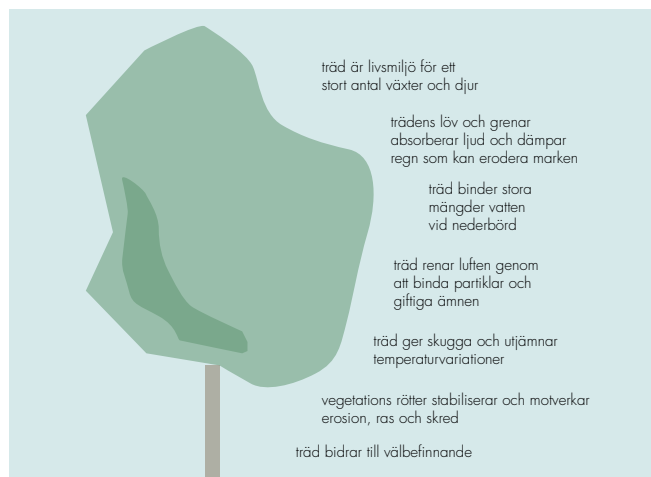 träd är livsmiljö för ett
stort antal växter och djur
trädens löv och grenar
absorberar ljud och dämpar
regn som kan erodera marken
träd binder stora
mängder vatten
vid nederbörd
träd renar luften genom
att binda partiklar och
giftiga ämnen
träd ger skugga och utjämnar
temperaturvariationer
vegetations rötter stabiliserar och motverkar
erosion, ras och skred
träd bidrar till välbefinnande